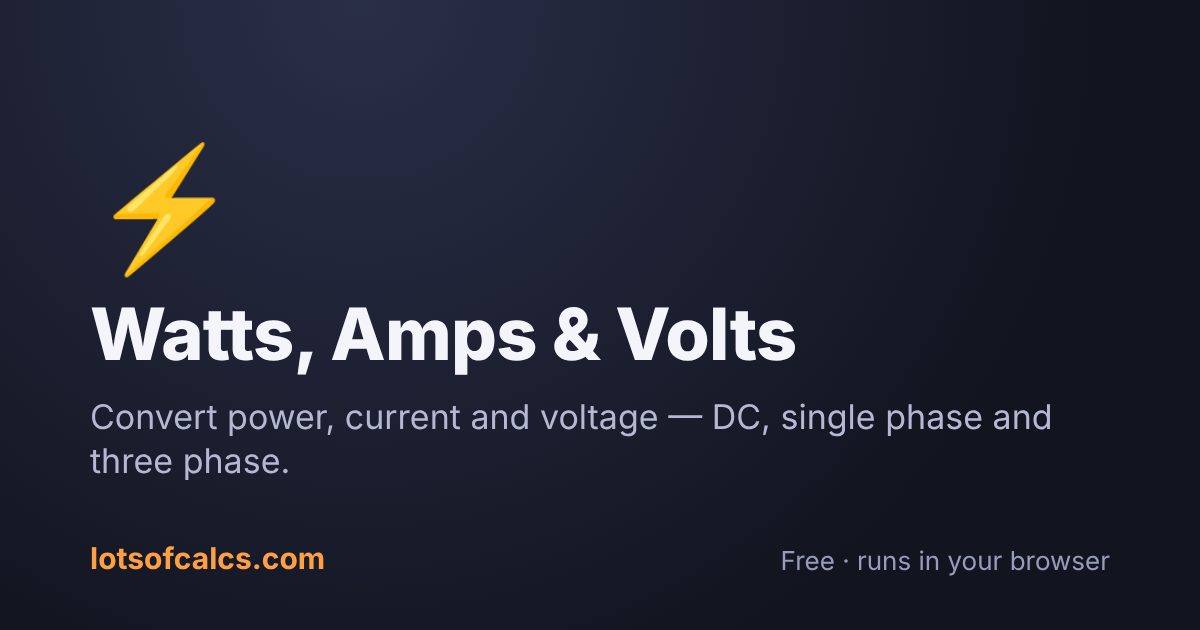 Watts, Amps & Volts
Convert power, current and voltage — DC, single phase and
three phase.
lotsofcalcs.com
Free · runs in your browser